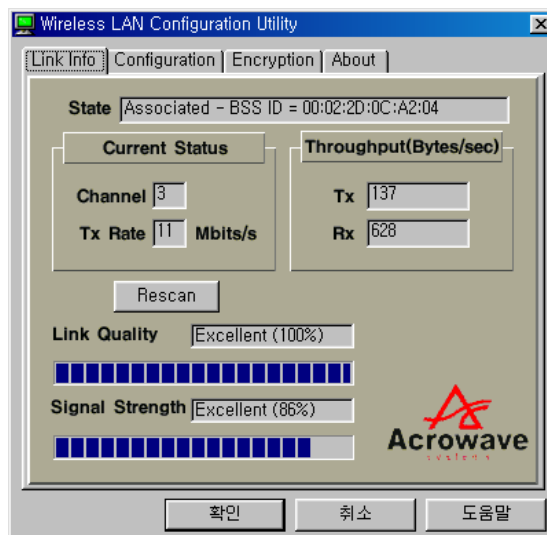 Wireless LAN Configuration Utility
Link Info Configuration Encryption About
State Associated - BSS ID = 00:02:2D:0C:A2:04
Current Status
Channel 3
Tx Rate 11 Mbits/s
Throughput(Bytes/sec)
Tx 137
Rx 628
Rescan
Link Quality Excellent (100%)
Signal Strength Excellent (86%)
Acrowave
systems
확인 취소 도움말